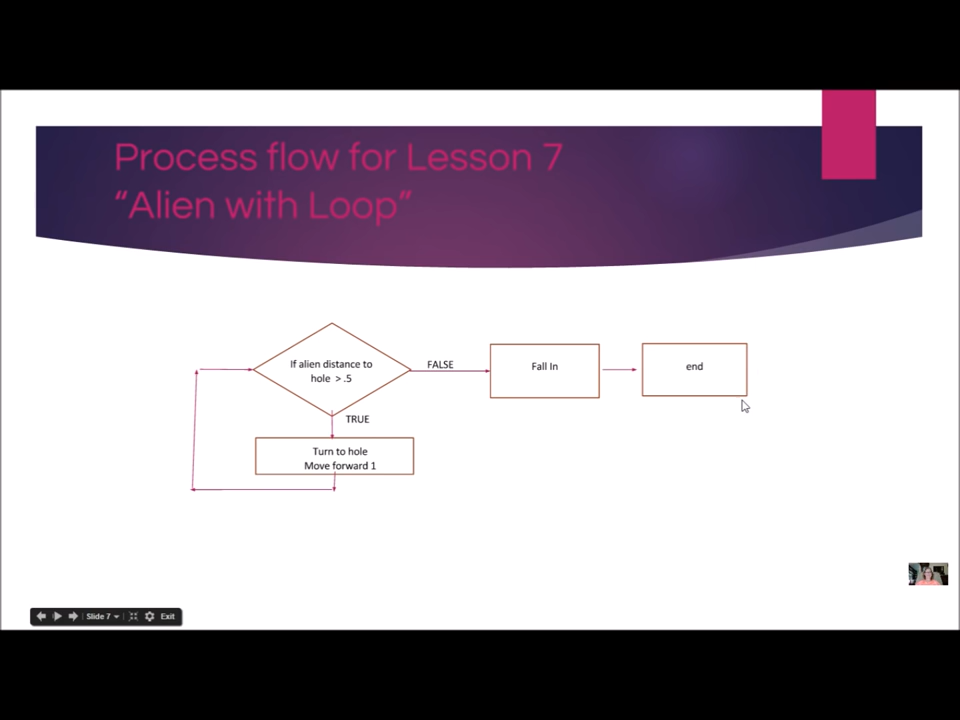 Process flow for Lesson 7
“Alien with Loop”
If alien distance to
hole > .5
FALSE
Fall In
end
TRUE
Turn to hole
Move forward 1
Slide 7
Exit